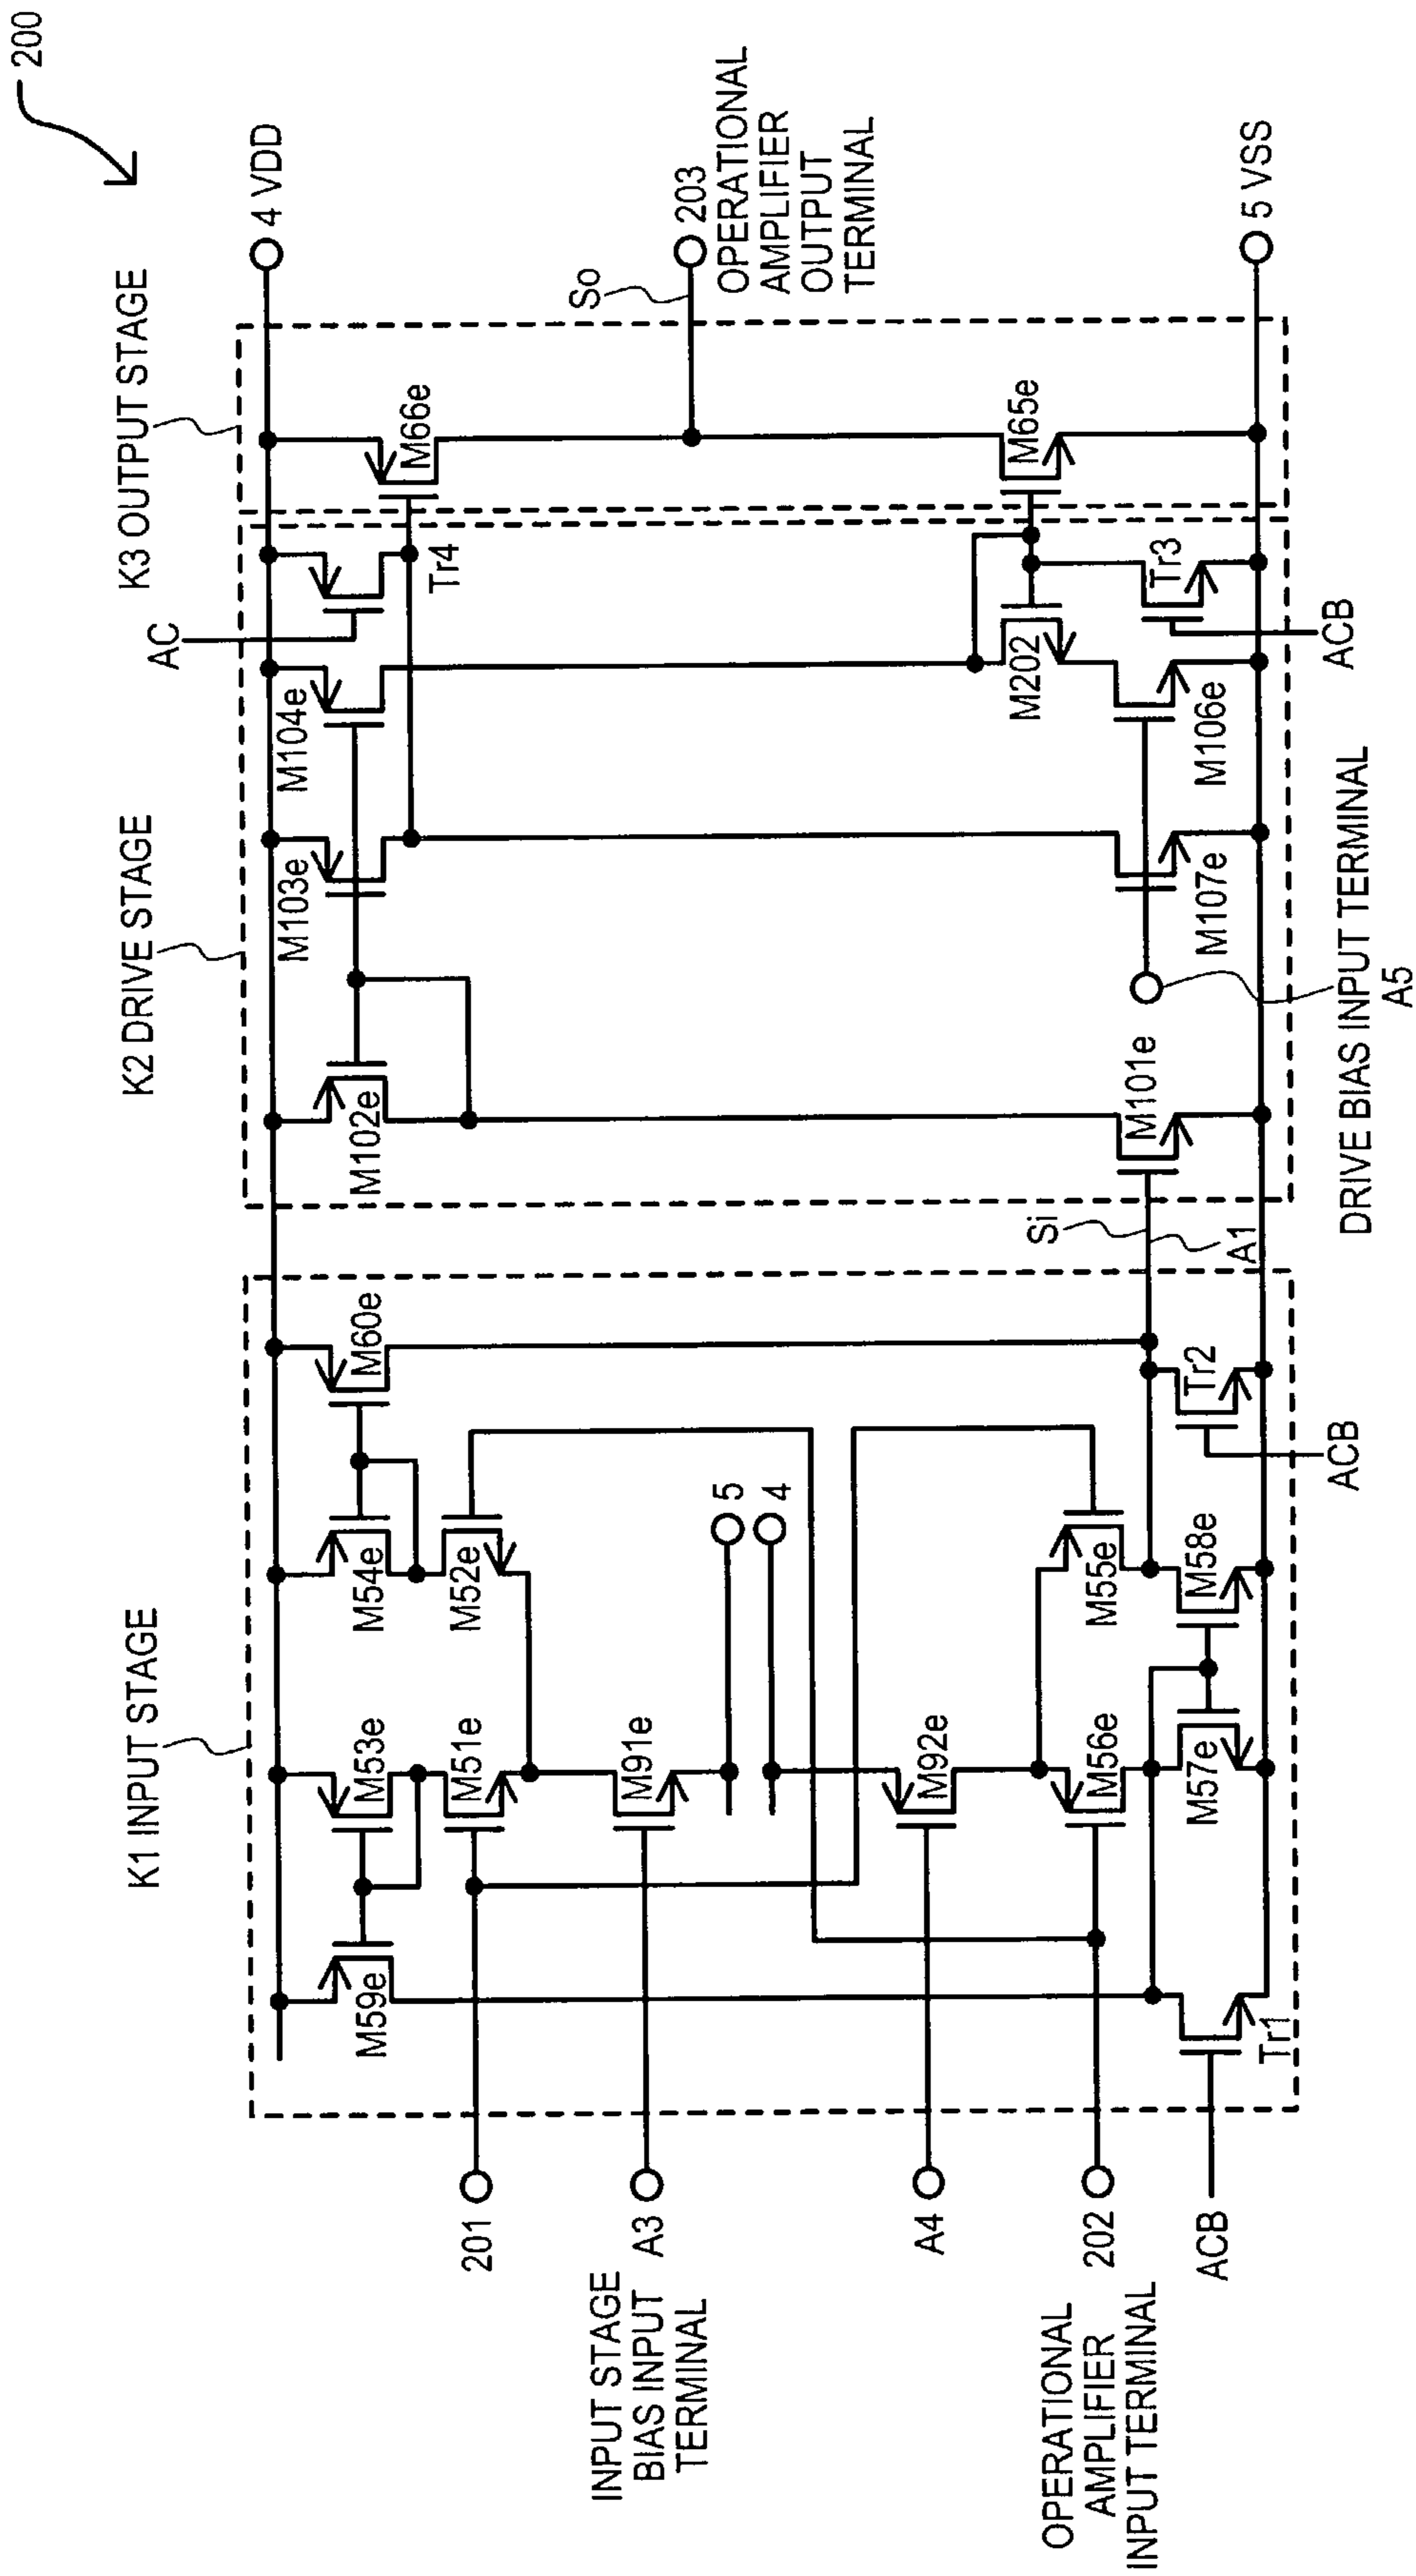 200
K1 INPUT STAGE
K2 DRIVE STAGE
K3 OUTPUT STAGE
4 VDD
AC
M59e
M53e
M54e
M60e
M102e
M103e
M104e
Tr4
M66e
M51e
M52e
201
So
203
OPERATIONAL
AMPLIFIER
OUTPUT
TERMINAL
M91e
A3
INPUT STAGE
BIAS INPUT
TERMINAL
5
4
A4
M92e
202
OPERATIONAL
AMPLIFIER
INPUT TERMINAL
M56e
M55e
Si
A1
M101e
M202
M65e
M57e
M58e
Tr2
M107e
M106e
Tr3
ACB
Tr1
ACB
ACB
5 VSS
DRIVE BIAS INPUT TERMINAL
A5